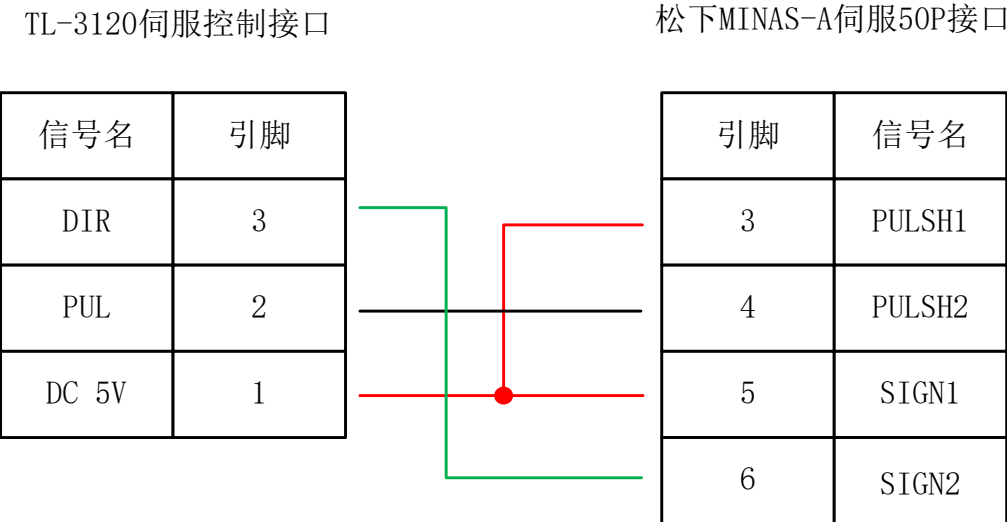 TL-3120伺服控制接口
松下MINAS-A伺服50P接口
信号名 引脚 引脚 信号名
DIR 3 3 PULSH1
PUL 2 4 PULSH2
DC 5V 1 5 SIGN1
6 SIGN2